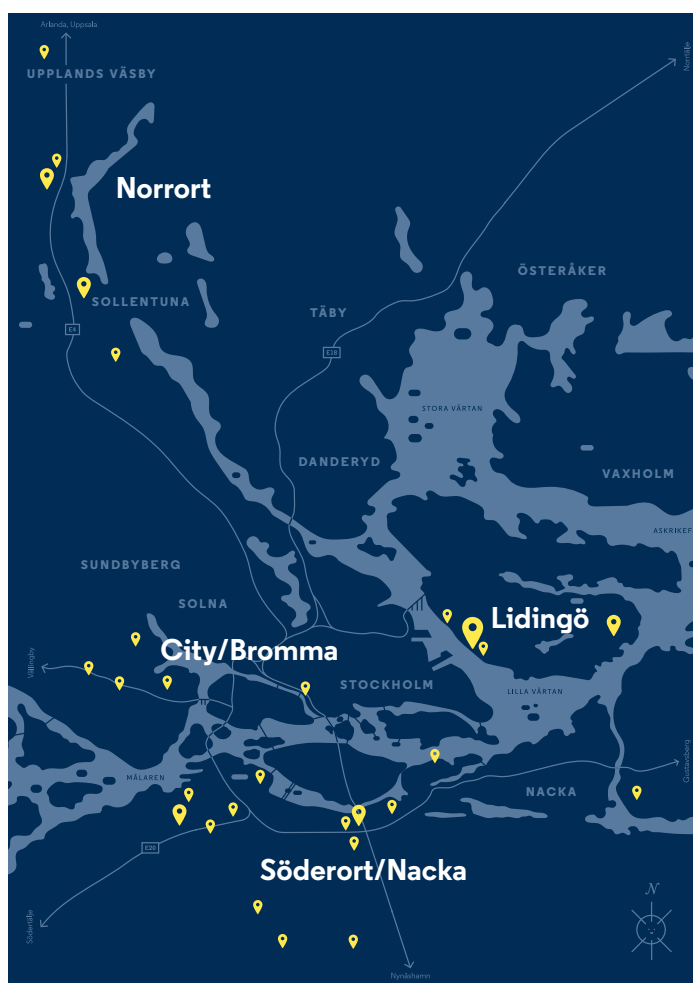 Arlanda, Uppsala
Norrtälje
UPPLANDS VÄSBY
Norrort
ÖSTERÅKER
SOLLENTUNA
TÄBY
E4
E18
STORA VÄRTAN
DANDERYD
VAXHOLM
ASKRIKEF
SUNDBYBERG
SOLNA
Lidingö
City/Bromma
Vällingby
STOCKHOLM
LILLA VÄRTAN
Gustavsberg
MÄLAREN
NACKA
E20
Söderort/Nacka
N
Södertälje
Nynäshamn